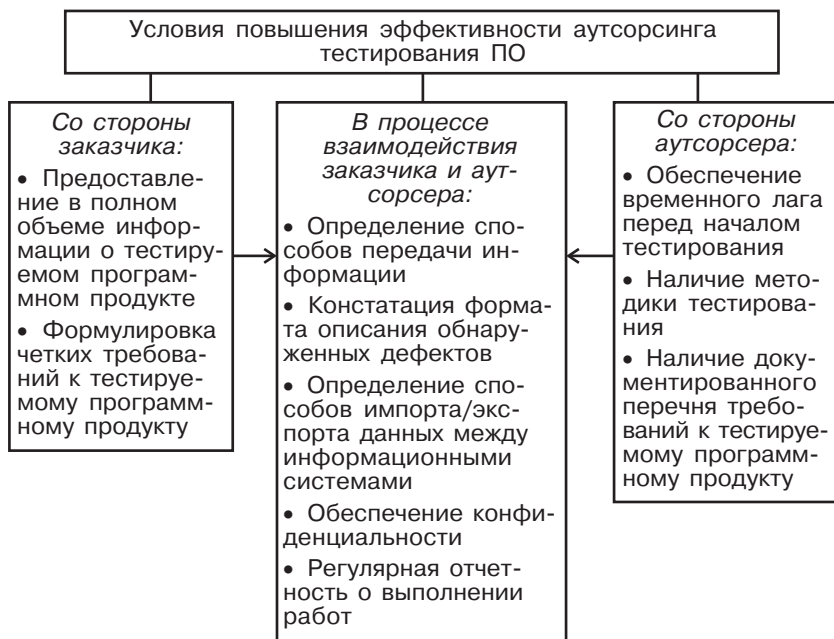 Условия повышения эффективности аутсорсинга
тестирования ПО
Со стороны
заказчика:
• Предоставле-
ние в полном
объеме инфор-
мации о тестиру-
емом програм-
мном продукте
• Формулировка
четких требова-
ний к тестируе-
мому программ-
ному продукту
В процессе
взаимодействия
заказчика и аут-
сорсера:
• Определение спо-
собов передачи ин-
формации
• Констатация форма-
та описания обнару-
женных дефектов
• Определение спо-
собов импорта/экс-
порта данных между
информационными
системами
• Обеспечение конфи-
денциальности
• Регулярная отчет-
ность о выполнении
работ
Со стороны
аутсорсера:
• Обеспечение
временного лага
перед началом
тестирования
• Наличие мето-
дики тестирова-
ния
• Наличие доку-
ментированного
перечня требо-
ваний к тестируе-
мому программ-
ному продукту